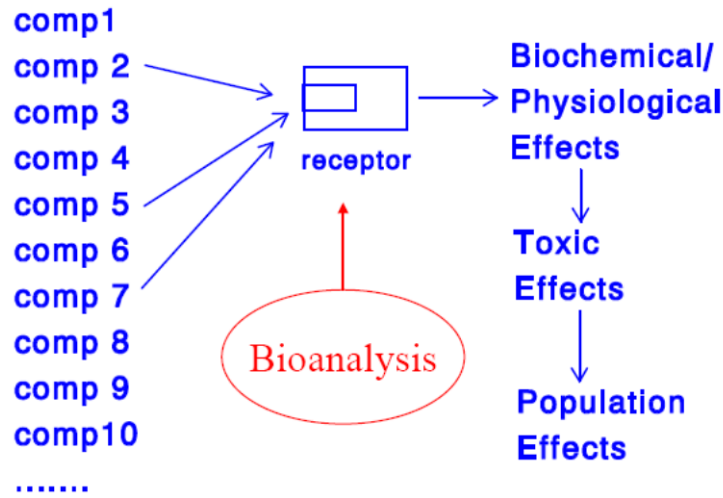 comp1
comp 2
comp 3
comp 4
comp 5
comp 6
comp 7
comp 8
comp 9
comp10
.......
receptor
Bioanalysis
Biochemical/
Physiological
Effects
Toxic
Effects
Population
Effects